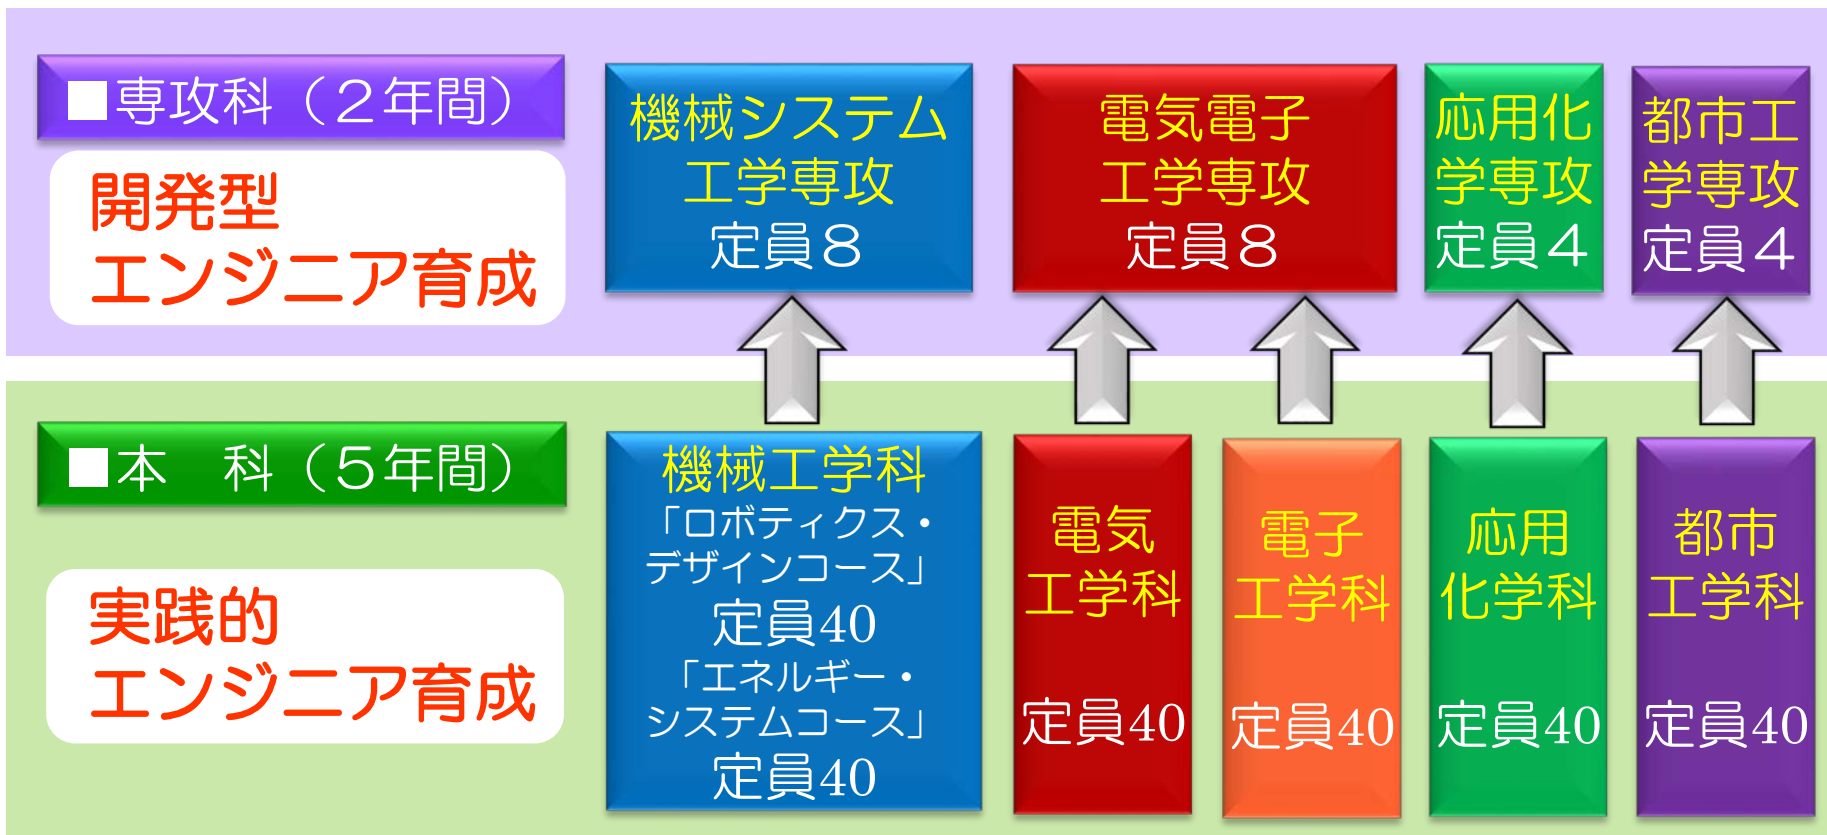 ■専攻科（２年間）
開発型
エンジニア育成
機械システム
工学専攻
定員８
電気電子
工学専攻
定員８
応用化
学専攻
定員４
都市工
学専攻
定員４
■本　科（５年間）
実践的
エンジニア育成
機械工学科
「ロボティクス・
デザインコース」
定員40
「エネルギー・
システムコース」
定員40
電気
工学科
定員40
電子
工学科
定員40
応用
化学科
定員40
都市
工学科
定員40